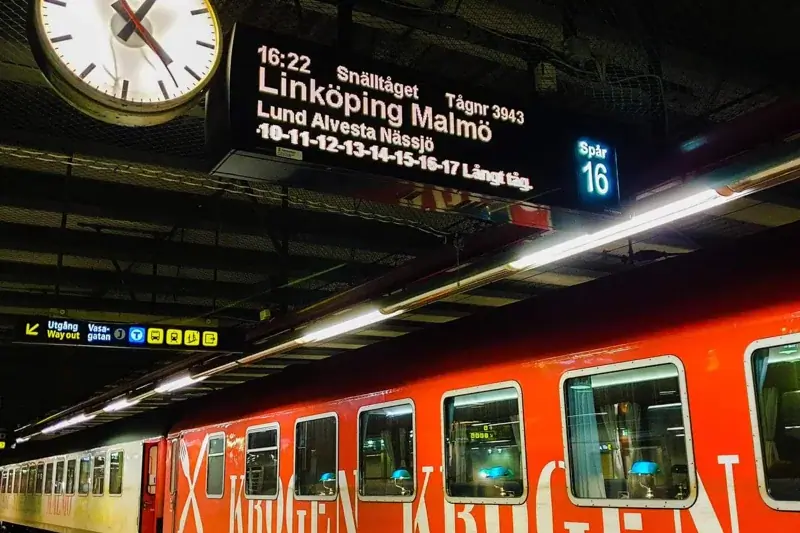 16:22 Snälltåget Tågnr 3943
Linköping Malmö
Lund Alvesta Nässjö
-10-11-12-13-14-15-16-17 Långt tåg.
Spår
16
Utgång Vasa-
Way out gatan J T
KROGEN KROGEN